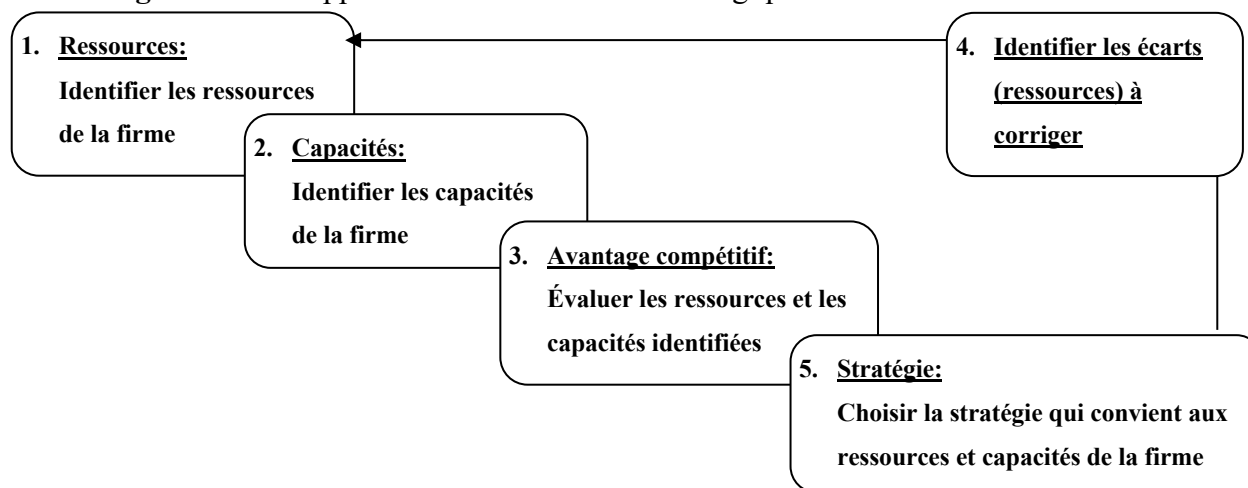 1. Ressources:
Identifier les ressources
de la firme
2. Capacités:
Identifier les capacités
de la firme
3. Avantage compétitif:
Évaluer les ressources et les
capacités identifiées
4. Identifier les écarts
(ressources) à
corriger
5. Stratégie:
Choisir la stratégie qui convient aux
ressources et capacités de la firme